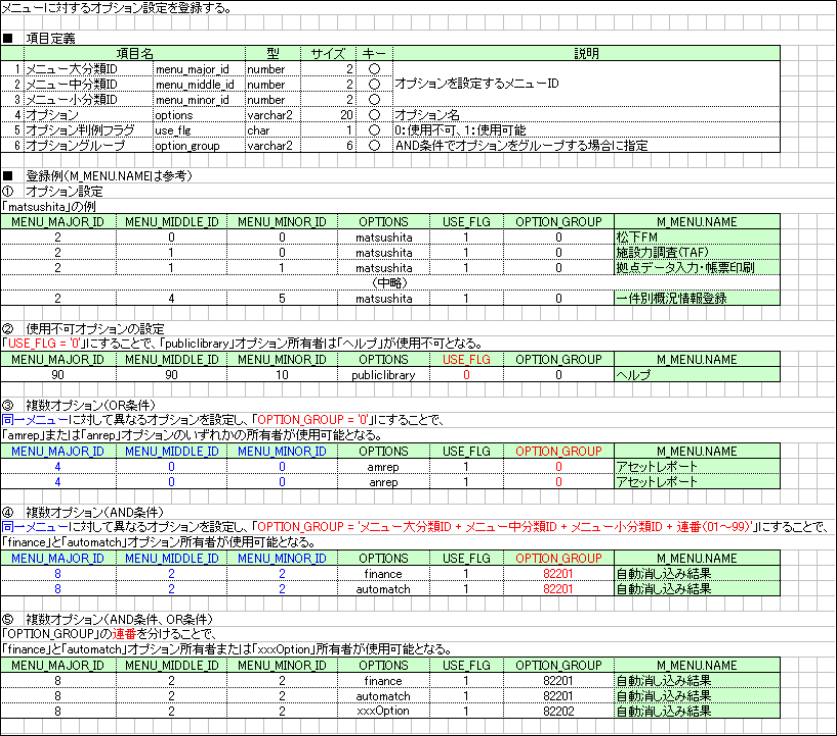 メニューに対するオプション設定を登録する。
■ 項目定義
項目名 型 サイズ キー 説明
1 メニュー大分類ID menu_major_id number 2 ○
2 メニュー中分類ID menu_middle_id number 2 ○ オプションを設定するメニューID
3 メニュー小分類ID menu_minor_id number 2 ○
4 オプション options varchar2 20 ○ オプション名
5 オプション判例フラグ use_flg char 1 ○ 0:使用不可、1:使用可能
6 オプショングループ option_group varchar2 6 ○ AND条件でオプションをグループする場合に指定
■ 登録例(M_MENU.NAMEは参考)
① オプション設定
「matsushita」の例
MENU_MAJOR_ID MENU_MIDDLE_ID MENU_MINOR_ID OPTIONS USE_FLG OPTION_GROUP M_MENU.NAME
2 0 0 matsushita 1 0 松下FM
2 1 0 matsushita 1 0 施設力調査(TAF)
2 1 1 matsushita 1 0 拠点データ入力・帳票印刷
(中略)
2 4 5 matsushita 1 0 一件別概況情報登録
② 使用不可オプションの設定
「USE_FLG = '0'」にすることで、「publiclibrary」オプション所有者は「ヘルプ」が使用不可となる。
MENU_MAJOR_ID MENU_MIDDLE_ID MENU_MINOR_ID OPTIONS USE_FLG OPTION_GROUP M_MENU.NAME
90 90 10 publiclibrary 0 0 ヘルプ
③ 複数オプション(OR条件)
同一メニューに対して異なるオプションを設定し、「OPTION_GROUP = '0'」にすることで、
「amrep」または「anrep」オプションのいずれかの所有者が使用可能となる。
MENU_MAJOR_ID MENU_MIDDLE_ID MENU_MINOR_ID OPTIONS USE_FLG OPTION_GROUP M_MENU.NAME
4 0 0 amrep 1 0 アセットレポート
4 0 0 anrep 1 0 アセットレポート
④ 複数オプション(AND条件)
同一メニューに対して異なるオプションを設定し、「OPTION_GROUP = 'メニュー大分類ID + メニュー中分類ID + メニュー小分類ID + 連番(01～99)'」にすることで、
「finance」と「automatch」オプション所有者が使用可能となる。
MENU_MAJOR_ID MENU_MIDDLE_ID MENU_MINOR_ID OPTIONS USE_FLG OPTION_GROUP M_MENU.NAME
8 2 2 finance 1 82201 自動消し込み結果
8 2 2 automatch 1 82201 自動消し込み結果
⑤ 複数オプション(AND条件、OR条件)
「OPTION_GROUP」の連番を分けることで、
「finance」と「automatch」オプション所有者または「xxxOption」所有者が使用可能となる。
MENU_MAJOR_ID MENU_MIDDLE_ID MENU_MINOR_ID OPTIONS USE_FLG OPTION_GROUP M_MENU.NAME
8 2 2 finance 1 82201 自動消し込み結果
8 2 2 automatch 1 82201 自動消し込み結果
8 2 2 xxxOption 1 82202 自動消し込み結果